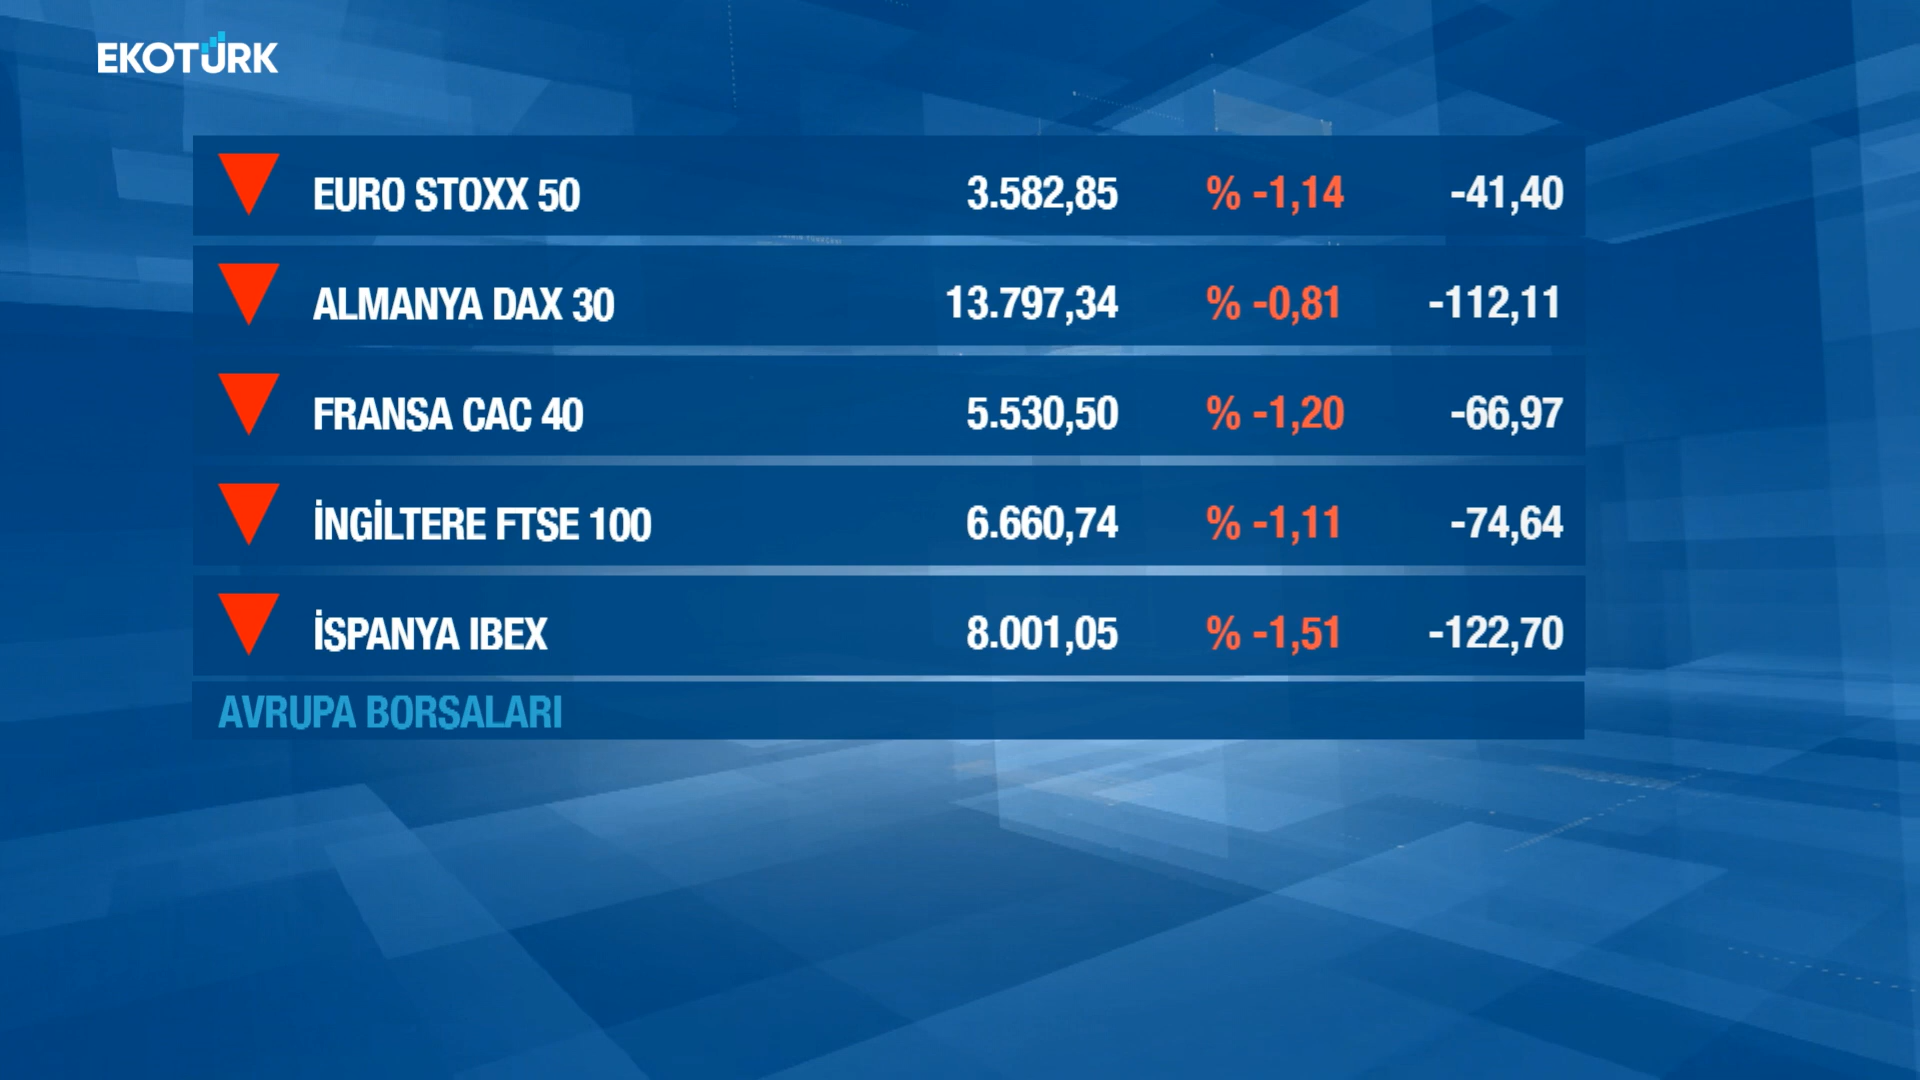 EKOTÜRK
EURO STOXX 50 3.582,85 % -1,14 -41,40
ALMANYA DAX 30 13.797,34 % -0,81 -112,11
FRANSA CAC 40 5.530,50 % -1,20 -66,97
İNGİLTERE FTSE 100 6.660,74 % -1,11 -74,64
İSPANYA IBEX 8.001,05 % -1,51 -122,70
AVRUPA BORSALARI